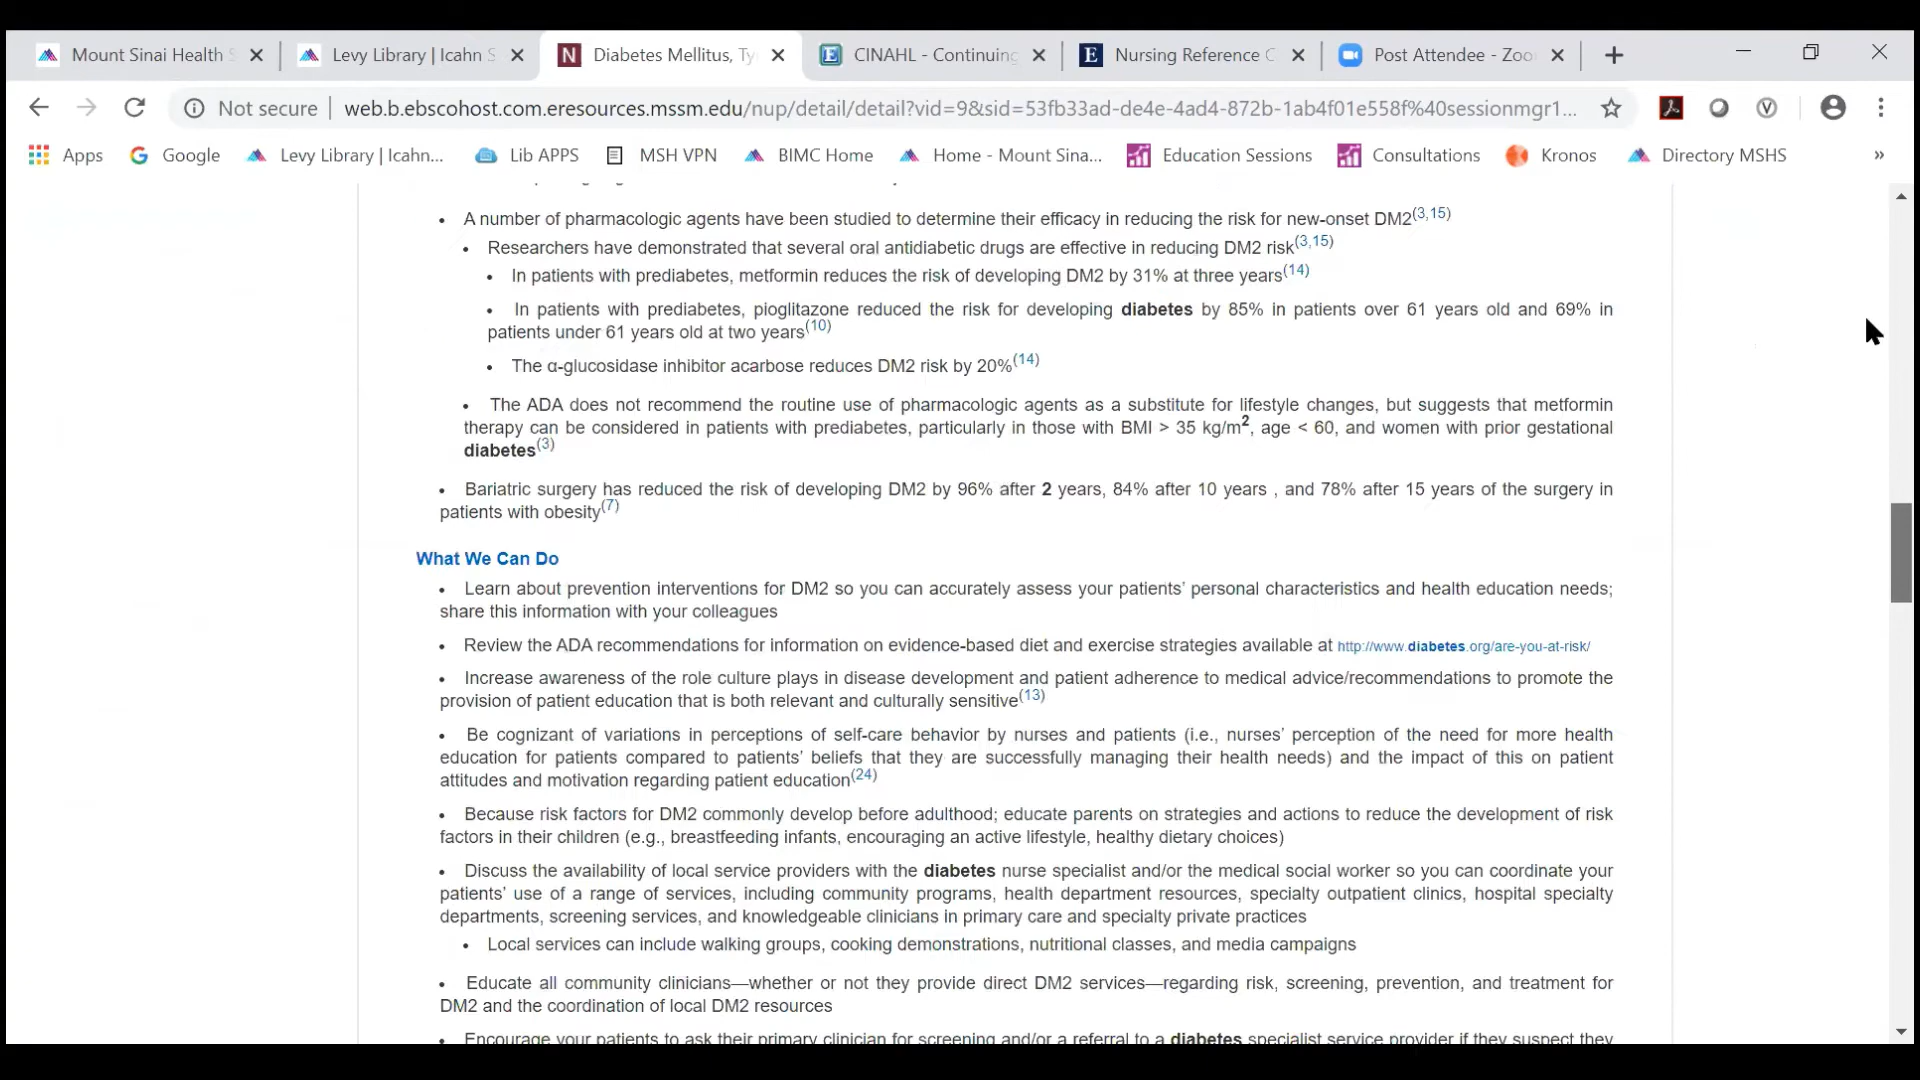 Mount Sinai Health S
Levy Library | Icahn S
Diabetes Mellitus, Ty
CINAHL - Continuing
Nursing Reference C
Post Attendee - Zoo
Not secure
web.b.ebscohost.com.eresources.mssm.edu/nup/detail/detail?vid=9&sid=53fb33ad-de4e-4ad4-872b-1ab4f01e558f%40sessionmgr1...
Apps
Google
Levy Library | Icahn...
Lib APPS
MSH VPN
BIMC Home
Home - Mount Sina...
Education Sessions
Consultations
Kronos
Directory MSHS
»
• A number of pharmacologic agents have been studied to determine their efficacy in reducing the risk for new-onset DM2(3,15)
• Researchers have demonstrated that several oral antidiabetic drugs are effective in reducing DM2 risk(3,15)
• In patients with prediabetes, metformin reduces the risk of developing DM2 by 31% at three years(14)
• In patients with prediabetes, pioglitazone reduced the risk for developing diabetes by 85% in patients over 61 years old and 69% in
patients under 61 years old at two years(10)
• The α-glucosidase inhibitor acarbose reduces DM2 risk by 20%(14)
• The ADA does not recommend the routine use of pharmacologic agents as a substitute for lifestyle changes, but suggests that metformin
therapy can be considered in patients with prediabetes, particularly in those with BMI > 35 kg/m2, age < 60, and women with prior gestational
diabetes(3)
• Bariatric surgery has reduced the risk of developing DM2 by 96% after 2 years, 84% after 10 years , and 78% after 15 years of the surgery in
patients with obesity(7)
What We Can Do
• Learn about prevention interventions for DM2 so you can accurately assess your patients’ personal characteristics and health education needs;
share this information with your colleagues
• Review the ADA recommendations for information on evidence-based diet and exercise strategies available at http://www.diabetes.org/are-you-at-risk/
• Increase awareness of the role culture plays in disease development and patient adherence to medical advice/recommendations to promote the
provision of patient education that is both relevant and culturally sensitive(13)
• Be cognizant of variations in perceptions of self-care behavior by nurses and patients (i.e., nurses’ perception of the need for more health
education for patients compared to patients’ beliefs that they are successfully managing their health needs) and the impact of this on patient
attitudes and motivation regarding patient education(24)
• Because risk factors for DM2 commonly develop before adulthood; educate parents on strategies and actions to reduce the development of risk
factors in their children (e.g., breastfeeding infants, encouraging an active lifestyle, healthy dietary choices)
• Discuss the availability of local service providers with the diabetes nurse specialist and/or the medical social worker so you can coordinate your
patients’ use of a range of services, including community programs, health department resources, specialty outpatient clinics, hospital specialty
departments, screening services, and knowledgeable clinicians in primary care and specialty private practices
• Local services can include walking groups, cooking demonstrations, nutritional classes, and media campaigns
• Educate all community clinicians—whether or not they provide direct DM2 services—regarding risk, screening, prevention, and treatment for
DM2 and the coordination of local DM2 resources
• Encourage your patients to ask their primary clinician for screening and/or a referral to a diabetes specialist service provider if they suspect they